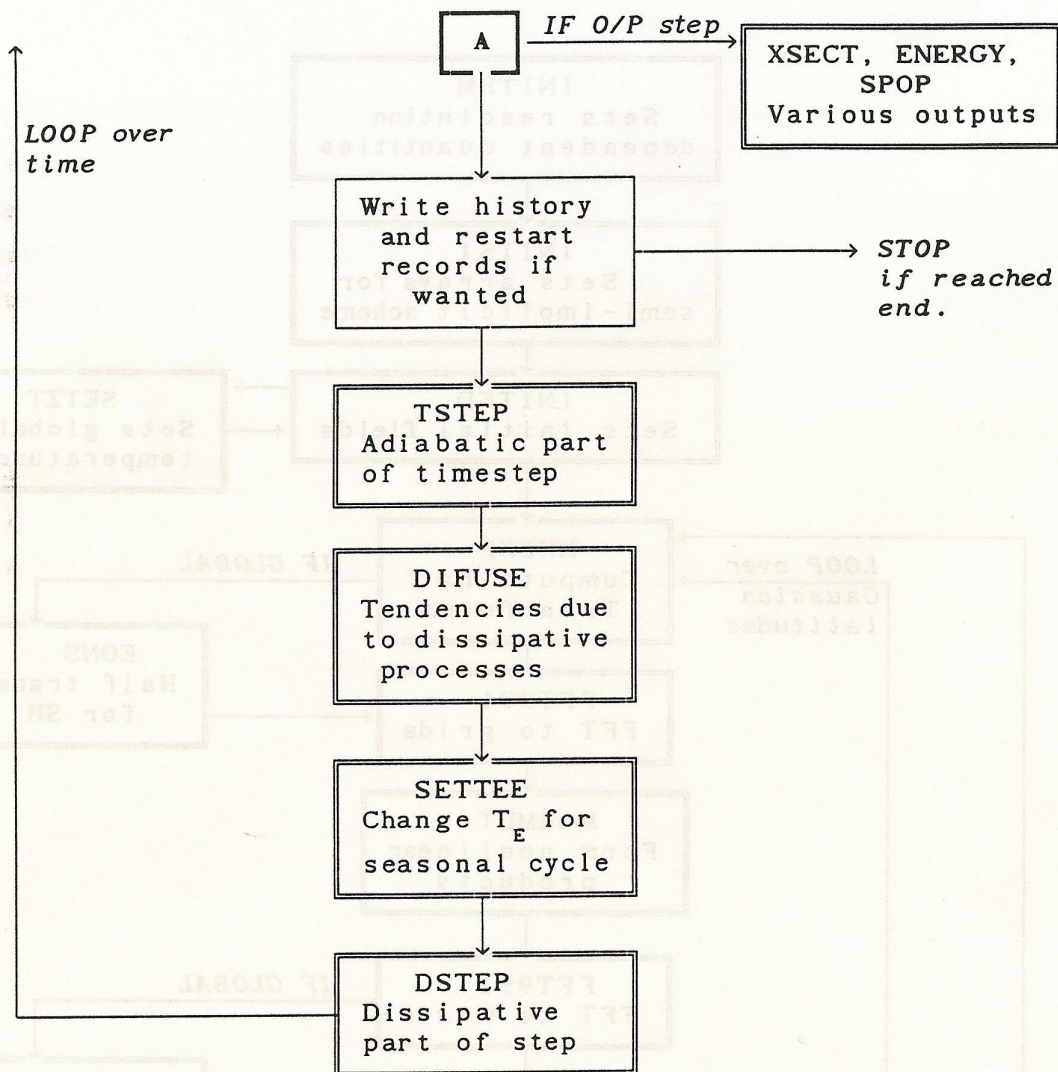 A
IF O/P step
XSECT, ENERGY,
SPOP
Various outputs
LOOP over
time
Write history
and restart
records if
wanted
STOP
if reached
end.
TSTEP
Adiabatic part
of timestep
DIFUSE
Tendencies due
to dissipative
processes
SETTEE
Change T_E for
seasonal cycle
DSTEP
Dissipative
part of step